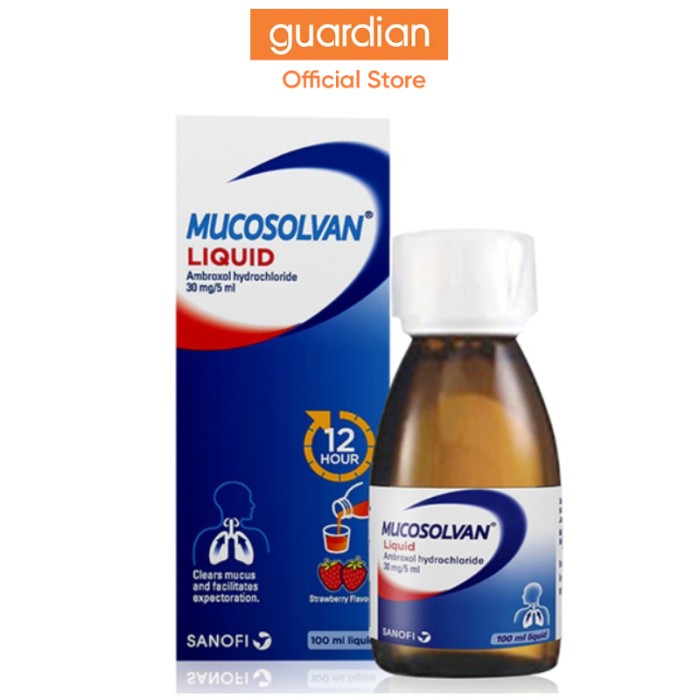 guardian
Official Store
MUCOSOLVAN®
LIQUID
Ambroxol hydrochloride
30 mg/5 ml
12
HOUR
Clears mucus
and facilitates
expectoration.
Strawberry Flavo
SANOFI
100 ml liquid
MUCOSOLVAN®
Liquid
Ambroxol hydrochloride
30 mg/5 ml
SANOFI
100 ml liquid